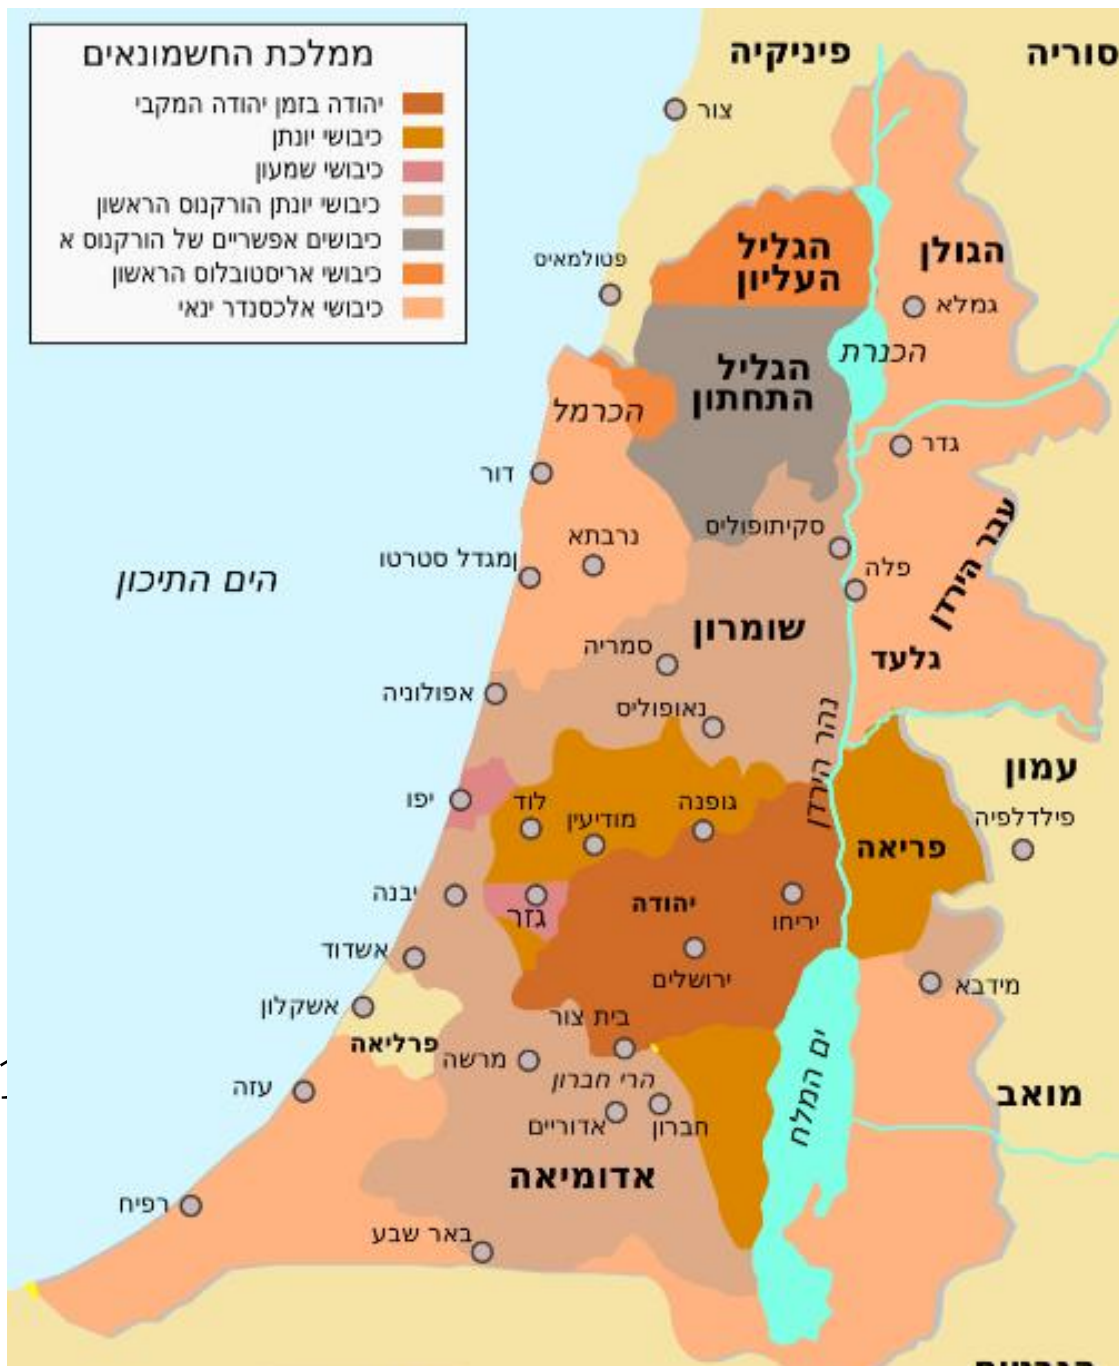 ממלכת החשמונאים
יהודה בזמן יהודה המקבי
כיבושי יונתן
כיבושי שמעון
כיבושי יונתן הורקנוס הראשון
כיבושים אפשריים של הורקנוס א
כיבושי אריסטובלוס הראשון
כיבושי אלכסנדר ינאי
פיניקיה
סוריה
צור
הגליל
העליון
הגולן
פטולמאיס
גמלא
הכנרת
הגליל
התחתון
הכרמל
גדר
דור
סקיתופוליס
עבר הירדן
נרבתא
ןמגדל סטרטו
פלה
הים התיכון
שומרון
סמריה
גלעד
אפולוניה
נאופוליס
נהר הירדן
עמון
יפו
לוד
מודיעין
גופנה
פילדלפיה
פריאה
יבנה
גזר
יהודה
יריחו
אשדוד
ירושלים
מידבא
אשקלון
בית צור
פרליאה
מרשה
הרי חברון
ים המלח
מואב
עזה
אדוריים
חברון
אדומיאה
רפיח
באר שבע